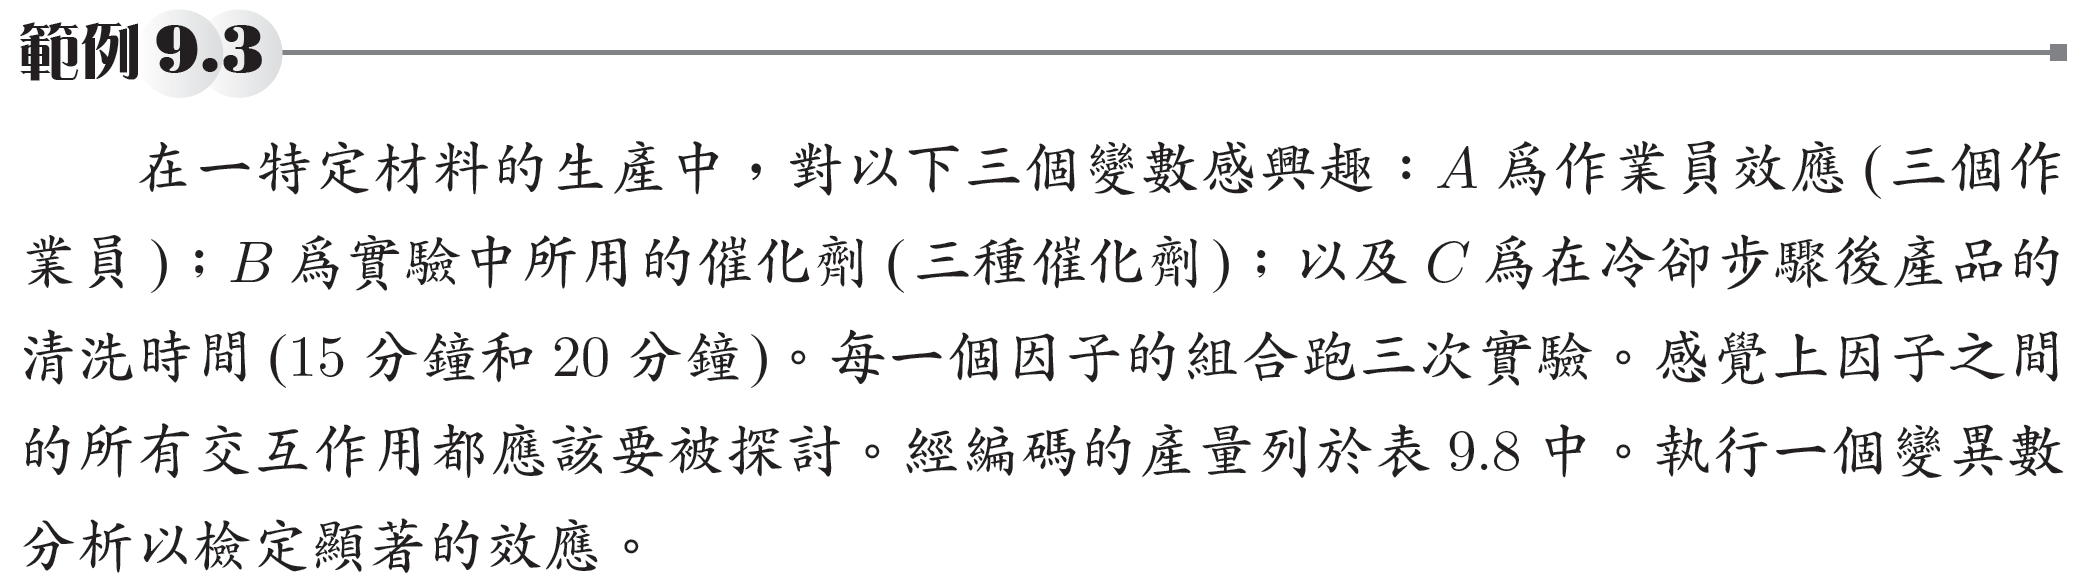 範例 9.3
在一特定材料的生產中，對以下三個變數感興趣：A 爲作業員效應 (三個作
業員)；B 爲實驗中所用的催化劑 (三種催化劑)；以及 C 爲在冷卻步驟後產品的
清洗時間 (15 分鐘和 20 分鐘)。每一個因子的組合跑三次實驗。感覺上因子之間
的所有交互作用都應該要被探討。經編碼的產量列於表 9.8 中。執行一個變異數
分析以檢定顯著的效應。